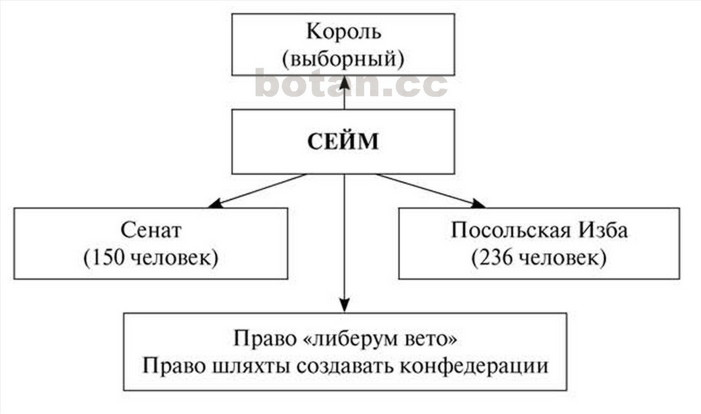 Король
(выборный)
botan.cc
СЕЙМ
Сенат
(150 человек)
Посольская Изба
(236 человек)
Право «либерум вето»
Право шляхты создавать конфедерации